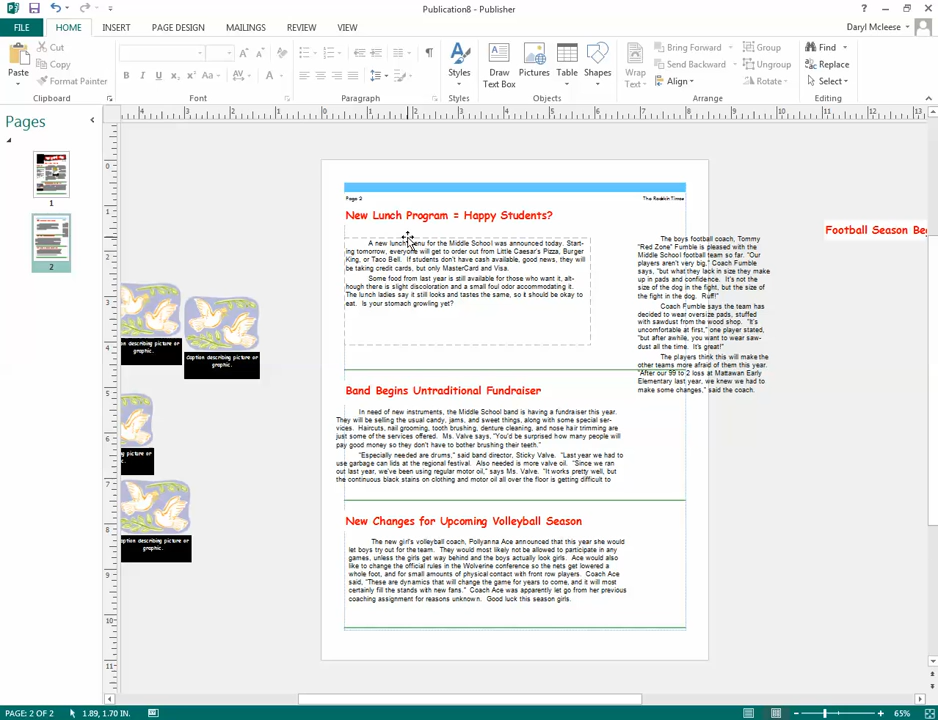 Publication8 - Publisher
FILE HOME INSERT PAGE DESIGN MAILINGS REVIEW VIEW
Daryl Mcleese
Paste
Cut
Copy
Format Painter
Styles
Draw Text Box
Pictures
Table
Shapes
Wrap Text
Bring Forward
Send Backward
Align
Group
Ungroup
Rotate
Find
Replace
Select
Clipboard Font Paragraph Styles Objects Arrange Editing
Pages
1
2
Page 2
New Lunch Program = Happy Students?
A new lunch menu for the Middle School was announced today. Start-
ing tomorrow, everyone will get to order out from Little Caesar's Pizza, Burger
King, or Taco Bell. If students don't have cash available, good news, they will
be taking credit cards, but only MasterCard and Visa.
Some food from last year is still available for those who want it, alt-
hough there is slight discoloration and a small foul odor accommodating it.
The lunch ladies say it still looks and tastes the same, so it should be okay to
eat. Is your stomach growling yet?
Band Begins Untraditional Fundraiser
In need of new instruments, the Middle School band is having a fundraiser this year.
They will be selling the usual candy, jams, and sweet things, along with some special ser-
vices. Haircuts, nail grooming, tooth brushing, denture cleaning, and nose hair trimming are
just some of the services offered. Ms. Valve says, "You'd be surprised how many people will
pay good money so they don't have to bother brushing their teeth."
"Especially needed are drums," said band director, Sticky Valve. "Last year we had to
use garbage can lids at the regional festival. Also needed is more valve oil. "Since we ran
out last year, we've been using regular motor oil," says Ms. Valve. "It works pretty well, but
the continuous black stains on clothing and motor oil all over the floor is getting difficult to
New Changes for Upcoming Volleyball Season
The new girl's volleyball coach, Pollyanna Ace announced that this year she would
let boys try out for the team. They would most likely not be allowed to participate in any
games, unless the girls get way behind and the boys actually look girls. Ace would also
like to change the official rules in the Wolverine conference so the nets get lowered a
whole foot, and for small amounts of physical contact with front row players. Coach Ace
said, "These are dynamics that will change the game for years to come, and it will most
certainly fill the stands with new fans." Coach Ace was apparently let go from her previous
coaching assignment for reasons unknown. Good luck this season girls.
Football Season Be
The boys football coach, Tommy
"Red Zone" Fumble is pleased with the
Middle School football team so far. "Our
players aren't very big," Coach Fumble
says, "but what they lack in size they make
up in pads and confidence. It's not the
size of the dog in the fight, but the size of
the fight in the dog. Ruff!"
Coach Fumble says the team has
decided to wear oversize pads, stuffed
with sawdust from the wood shop. "It's
uncomfortable at first," one player stated,
"but after awhile, you want to wear saw-
dust all the time. It's great!"
The players think this will make the
other teams more afraid of them this year.
"After our 99 to 2 loss at Mattawan Early
Elementary last year, we knew we had to
make some changes," said the coach.
Caption describing picture or
graphic.
PAGE: 2 OF 2
1.89, 1.70 IN.
65%